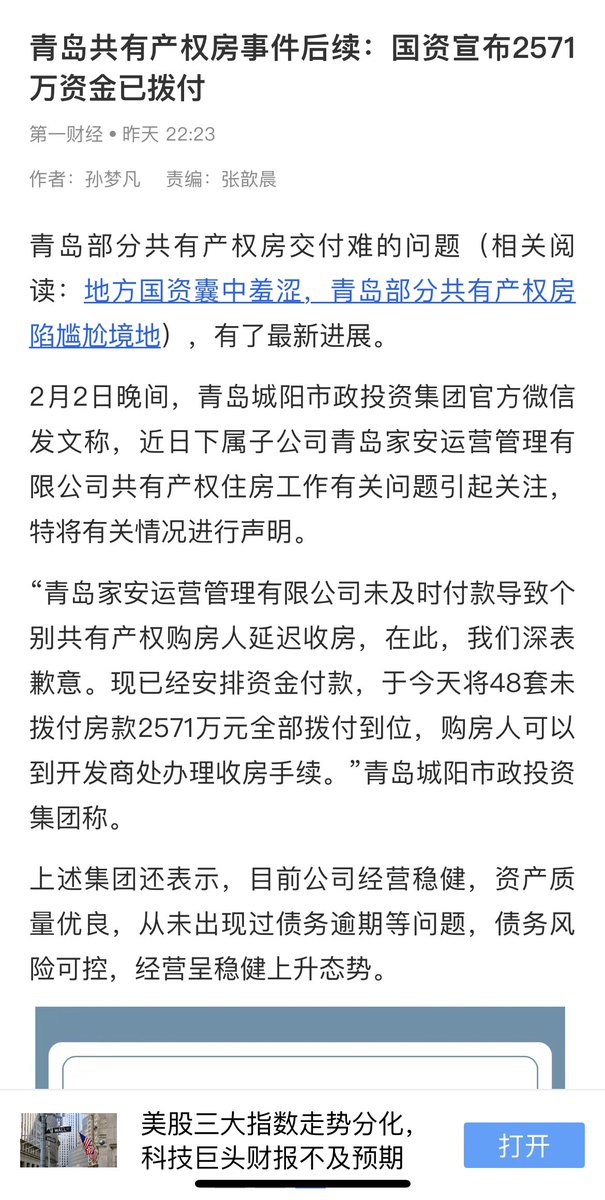 青岛共有产权房事件后续：国资宣布2571
万资金已拨付
第一财经 • 昨天 22:23
作者：孙梦凡 责编：张歆晨
青岛部分共有产权房交付难的问题（相关阅
读：地方国资囊中羞涩，青岛部分共有产权房
陷尴尬境地），有了最新进展。
2月2日晚间，青岛城阳市政投资集团官方微信
发文称，近日下属子公司青岛家安运营管理有
限公司共有产权住房工作有关问题引起关注，
特将有关情况进行声明。
“青岛家安运营管理有限公司未及时付款导致个
别共有产权购房人延迟收房，在此，我们深表
歉意。现已经安排资金付款，于今天将48套未
拨付房款2571万元全部拨付到位，购房人可以
到开发商处办理收房手续。”青岛城阳市政投资
集团称。
上述集团还表示，目前公司经营稳健，资产质
量优良，从未出现过债务逾期等问题，债务风
险可控，经营呈稳健上升态势。
WALL
美股三大指数走势分化，
科技巨头财报不及预期
打开